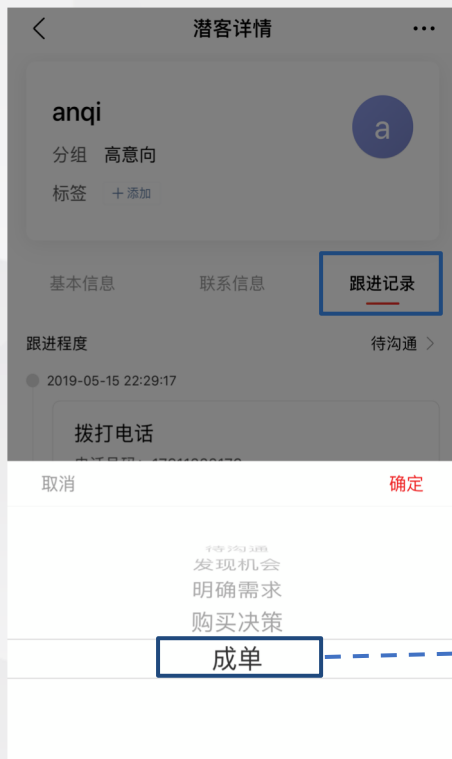 潜客详情
anqi
a
分组 高意向
标签 +添加
基本信息 联系信息 跟进记录
跟进程度 待沟通
2019-05-15 22:29:17
拨打电话
取消 确定
待沟通
发现机会
明确需求
购买决策
成单